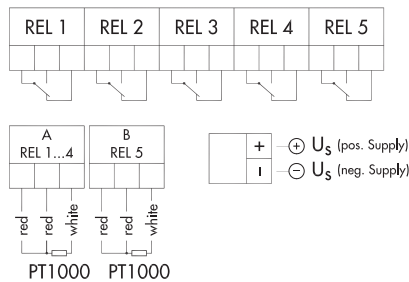 REL 1 REL 2 REL 3 REL 4 REL 5
A B
REL 1...4 REL 5
+ ⊕ Us (pos. Supply)
− ⊖ Us (neg. Supply)
red red white red red white
PT1000 PT1000